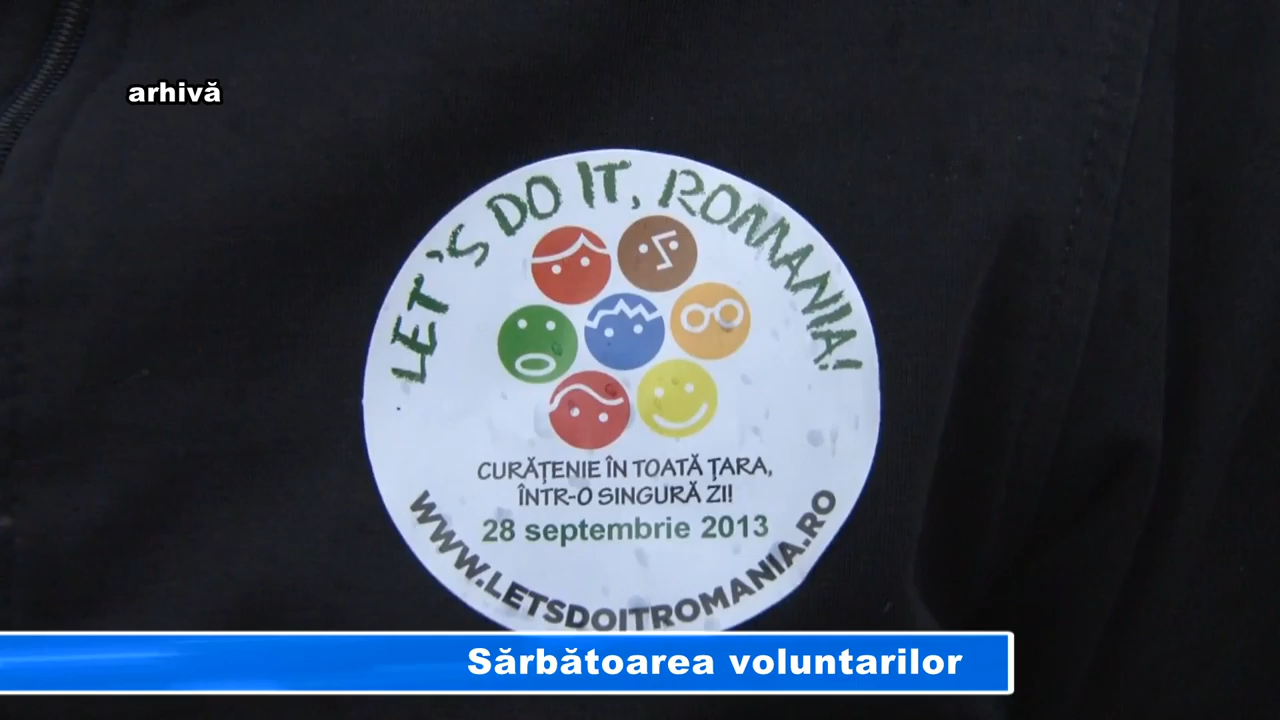 arhivă
LET'S DO IT, ROMANIA!
CURĂȚENIE ÎN TOATĂ ȚARA,
ÎNTR-O SINGURĂ ZI!
28 septembrie 2013
WWW.LETSDOITROMANIA.RO
Sărbătoarea voluntarilor